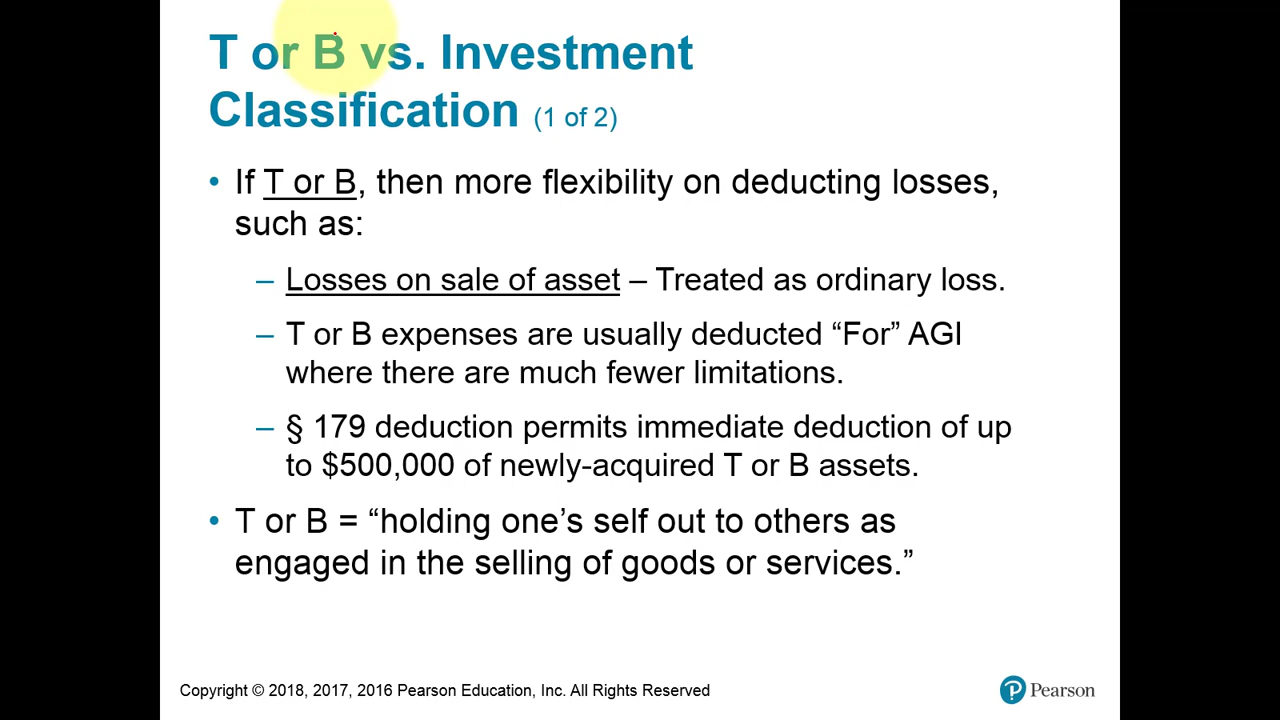 T or B vs. Investment
Classification (1 of 2)
• If T or B, then more flexibility on deducting losses,
such as:
– Losses on sale of asset – Treated as ordinary loss.
– T or B expenses are usually deducted “For” AGI
where there are much fewer limitations.
– § 179 deduction permits immediate deduction of up
to $500,000 of newly-acquired T or B assets.
• T or B = “holding one’s self out to others as
engaged in the selling of goods or services.”
Copyright © 2018, 2017, 2016 Pearson Education, Inc. All Rights Reserved
P Pearson